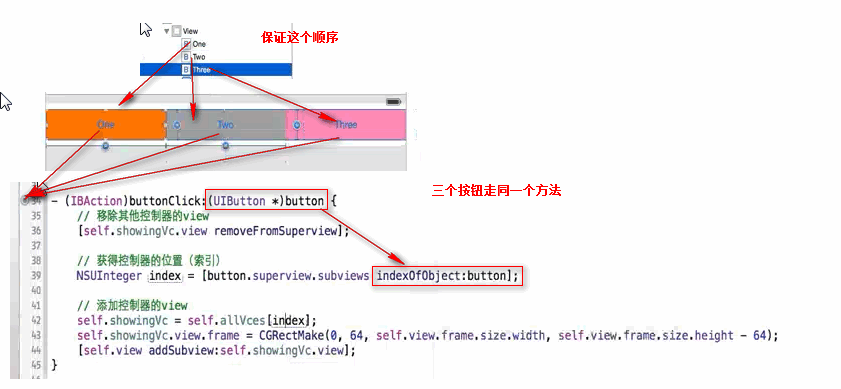 View
保证这个顺序
B One
B Two
B Three
One Two Three
三个按钮走同一个方法
34 - (IBAction)buttonClick:(UIButton *)button {
35 // 移除其他控制器的view
36 [self.showingVc.view removeFromSuperview];
37
38 // 获得控制器的位置（索引）
39 NSUInteger index = [button.superview.subviews indexOfObject:button];
40
41 // 添加控制器的view
42 self.showingVc = self.allVces[index];
43 self.showingVc.view.frame = CGRectMake(0, 64, self.view.frame.size.width, self.view.frame.size.height - 64);
44 [self.view addSubview:self.showingVc.view];
45 }